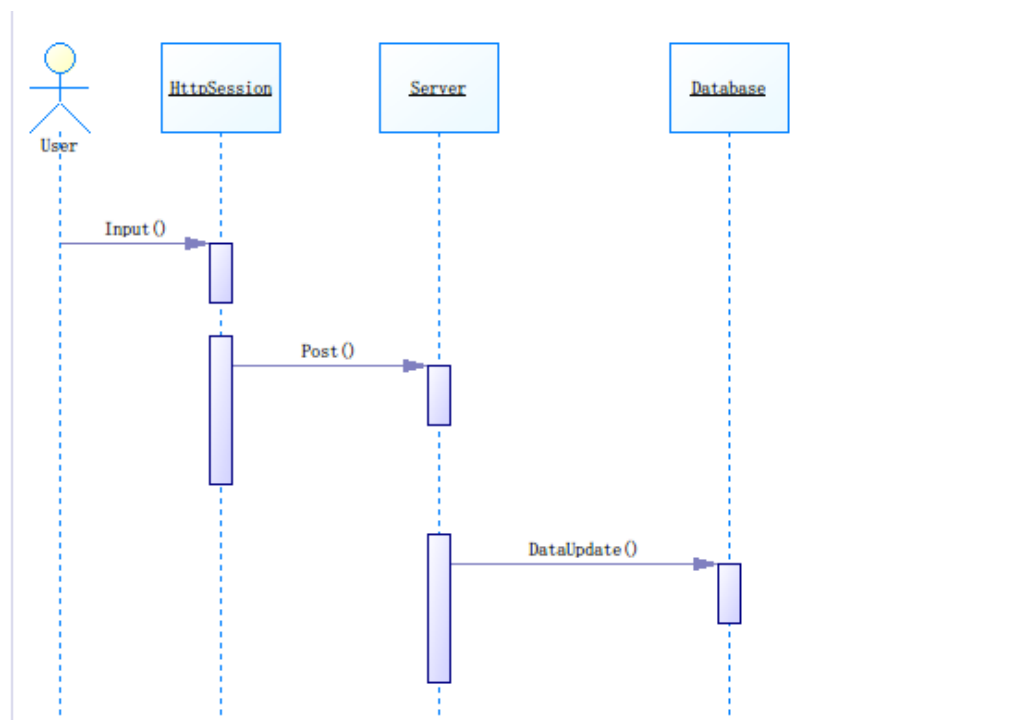 HttpSession
Server
Database
User
Input()
Post()
DataUpdate()